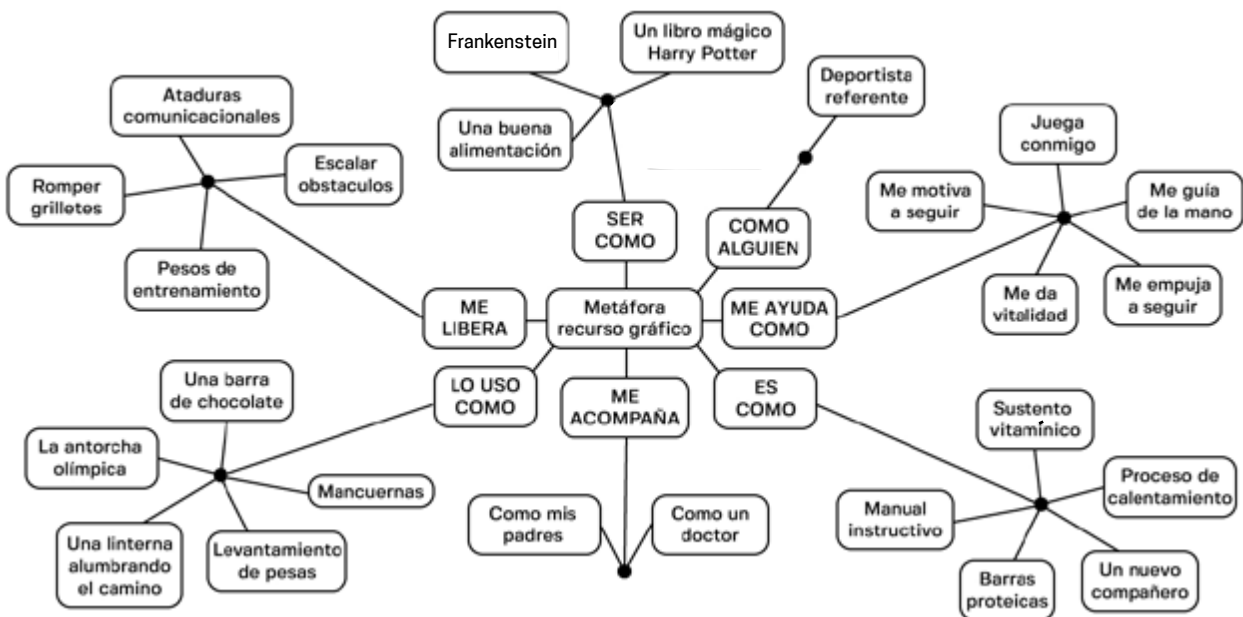 Frankenstein
Un libro mágico
Harry Potter
Una buena
alimentación
SER
COMO
Deportista
referente
COMO
ALGUIEN
Ataduras
comunicacionales
Romper
grilletes
Escalar
obstaculos
Pesos de
entrenamiento
ME
LIBERA
Metáfora
recurso gráfico
ME AYUDA
COMO
Juega
conmigo
Me motiva
a seguir
Me guía
de la mano
Me da
vitalidad
Me empuja
a seguir
LO USO
COMO
Una barra
de chocolate
La antorcha
olímpica
Mancuernas
Una linterna
alumbrando
el camino
Levantamiento
de pesas
ME
ACOMPAÑA
Como mis
padres
Como un
doctor
ES
COMO
Sustento
vitamínico
Proceso de
calentamiento
Manual
instructivo
Barras
proteicas
Un nuevo
compañero